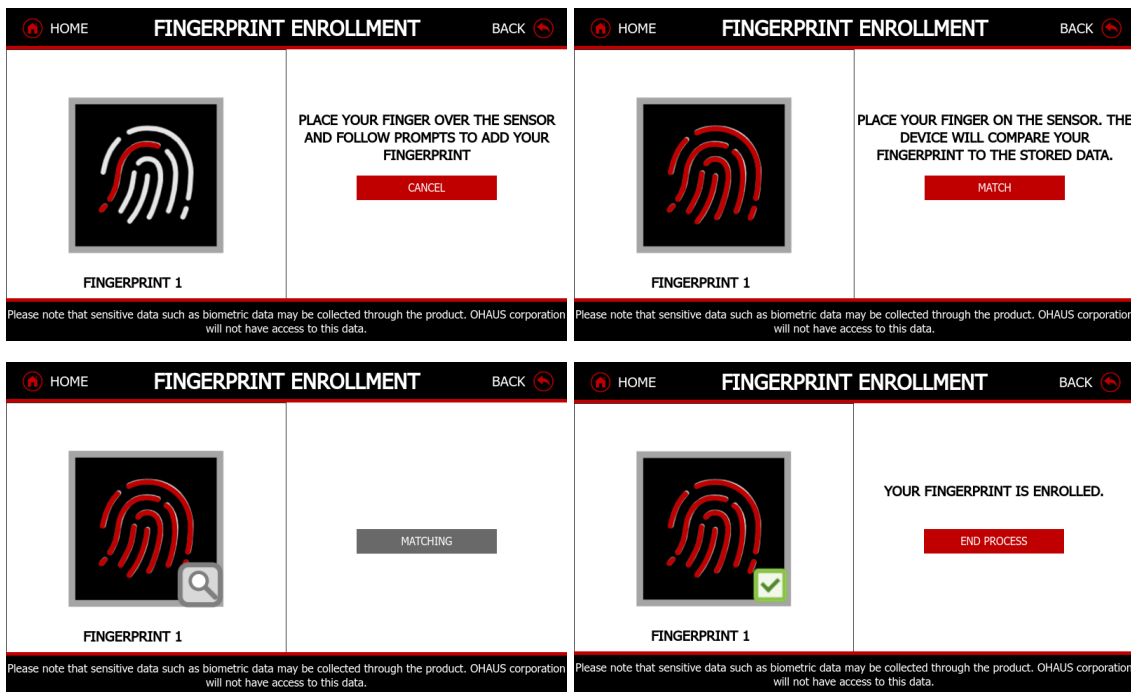 HOME FINGERPRINT ENROLLMENT BACK
PLACE YOUR FINGER OVER THE SENSOR
AND FOLLOW PROMPTS TO ADD YOUR
FINGERPRINT
CANCEL
FINGERPRINT 1
Please note that sensitive data such as biometric data may be collected through the product. OHAUS corporation
will not have access to this data.
HOME FINGERPRINT ENROLLMENT BACK
PLACE YOUR FINGER ON THE SENSOR. THE
DEVICE WILL COMPARE YOUR
FINGERPRINT TO THE STORED DATA.
MATCH
FINGERPRINT 1
Please note that sensitive data such as biometric data may be collected through the product. OHAUS corporation
will not have access to this data.
HOME FINGERPRINT ENROLLMENT BACK
MATCHING
FINGERPRINT 1
Please note that sensitive data such as biometric data may be collected through the product. OHAUS corporation
will not have access to this data.
HOME FINGERPRINT ENROLLMENT BACK
YOUR FINGERPRINT IS ENROLLED.
END PROCESS
FINGERPRINT 1
Please note that sensitive data such as biometric data may be collected through the product. OHAUS corporation
will not have access to this data.